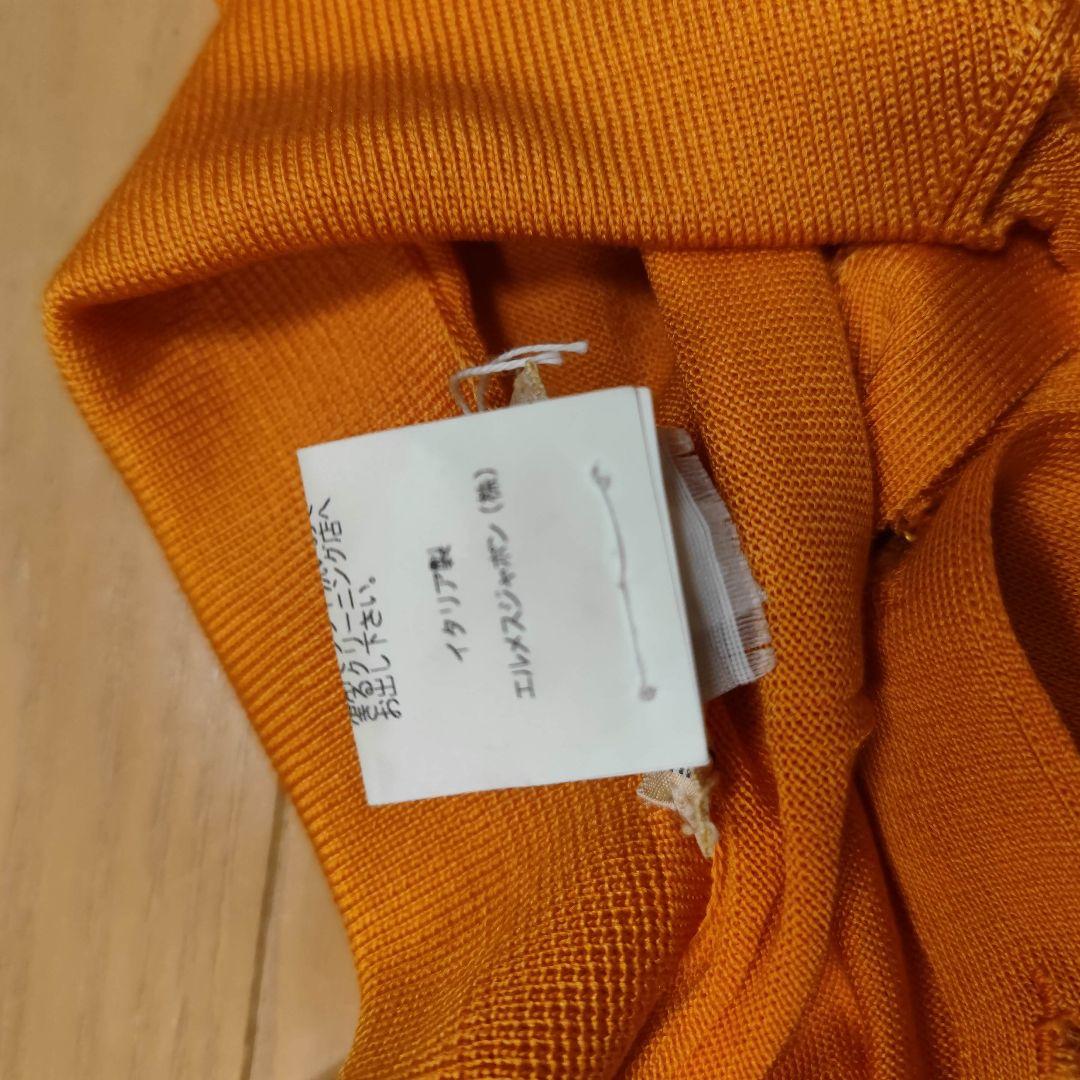 きるクリーニング店へ
お出し下さい。
イタリア製
エルメスジャポン(株)